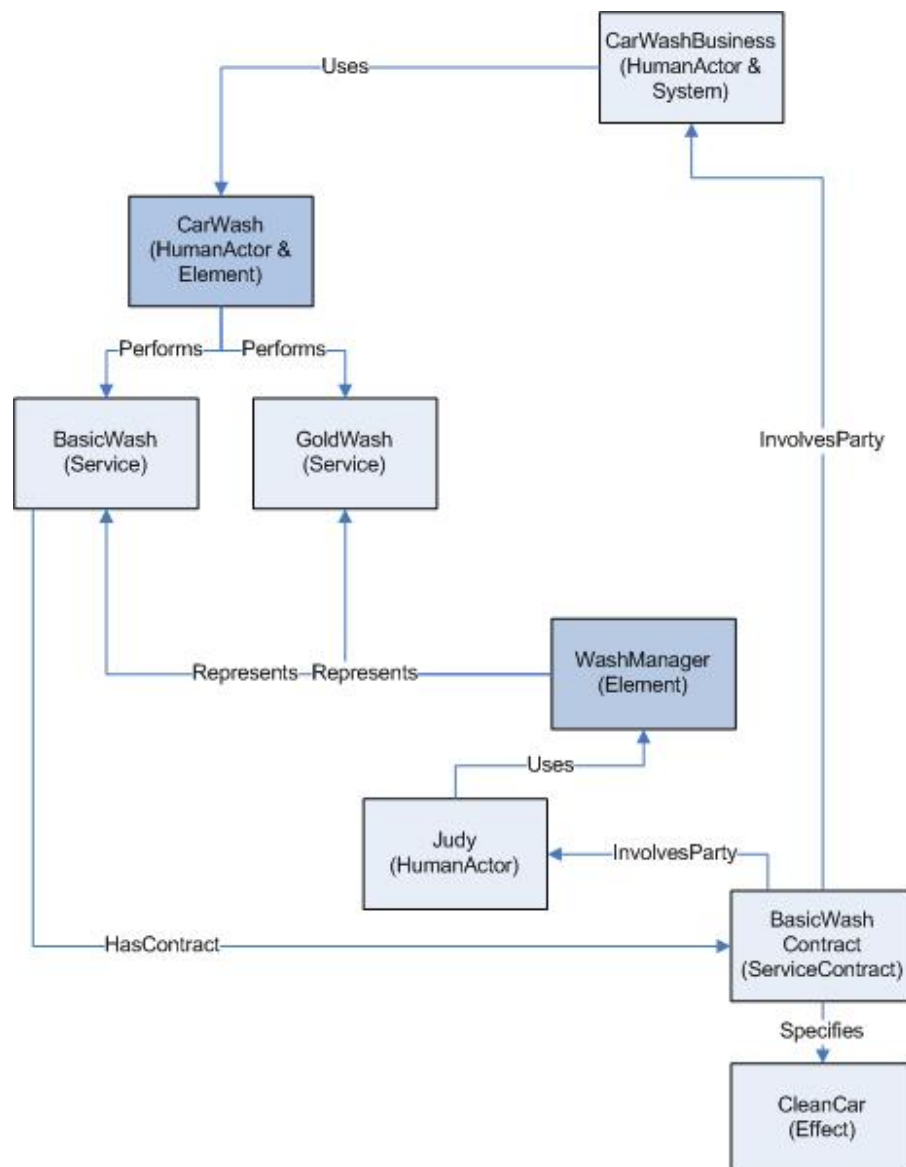 CarWashBusiness
(HumanActor &
System)
Uses
CarWash
(HumanActor &
Element)
Performs
Performs
BasicWash
(Service)
GoldWash
(Service)
InvolvesParty
WashManager
(Element)
Represents
Represents
Uses
Judy
(HumanActor)
InvolvesParty
BasicWash
Contract
(ServiceContract)
HasContract
Specifies
CleanCar
(Effect)